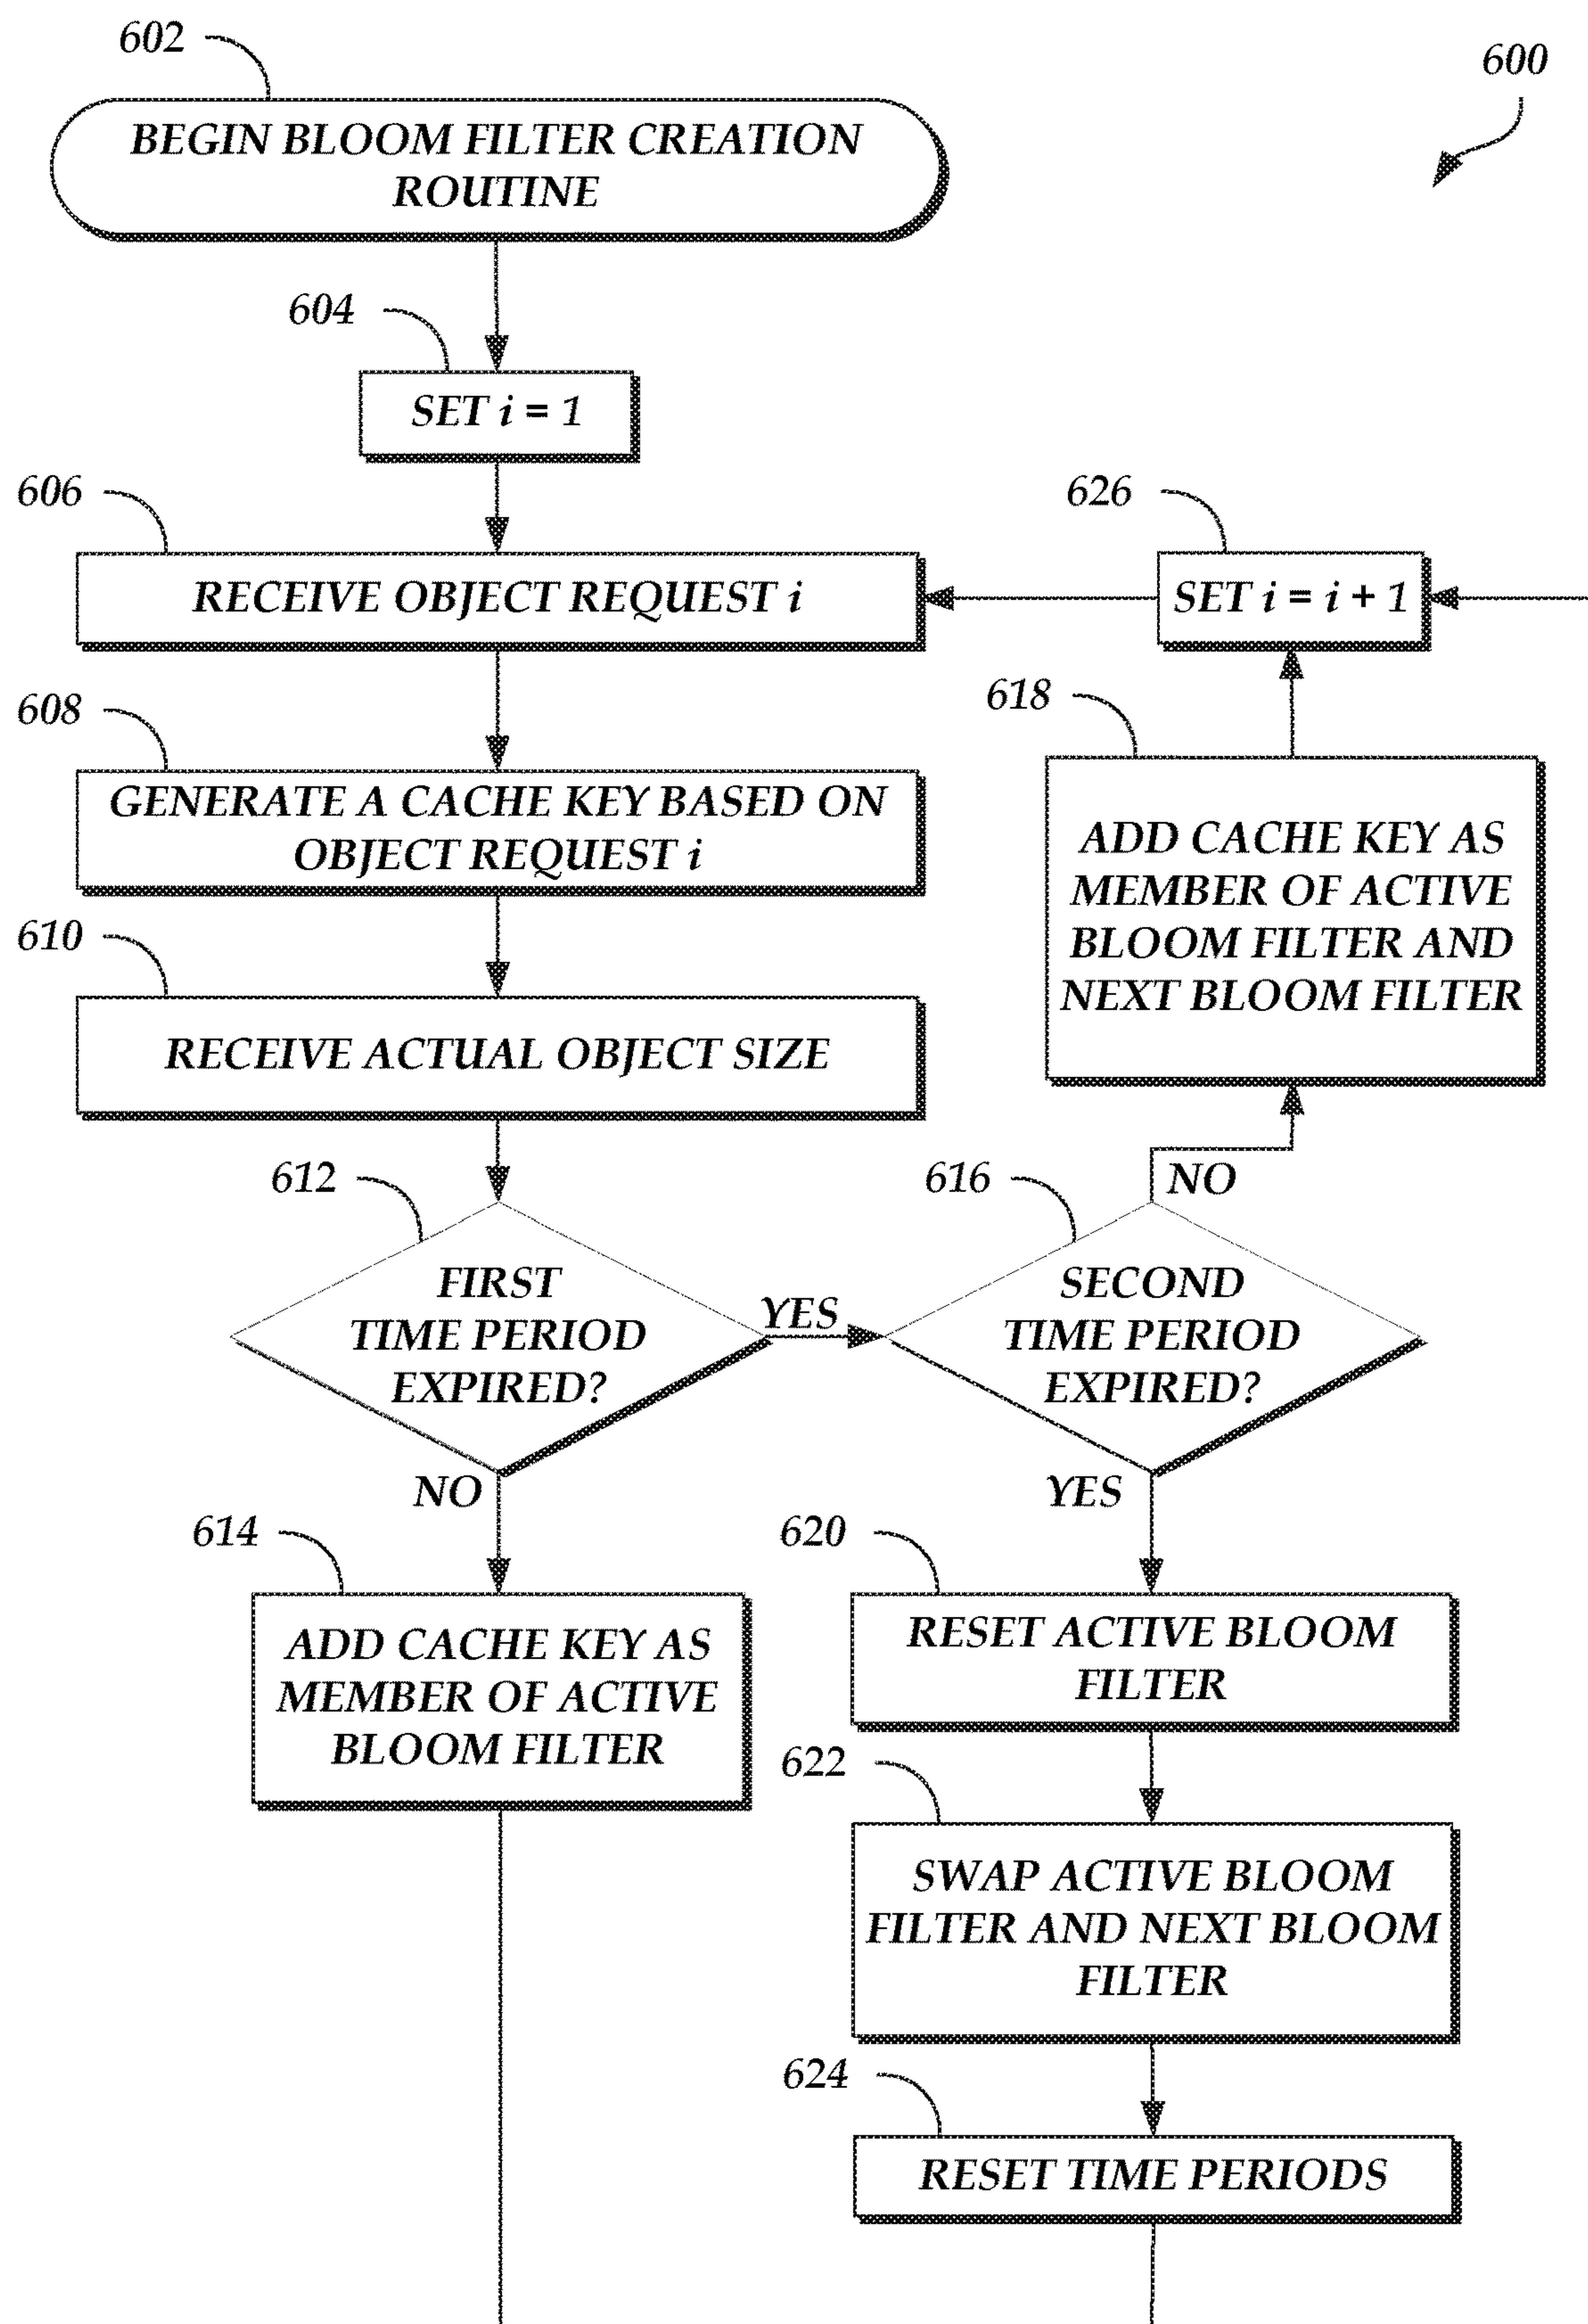 602
600
BEGIN BLOOM FILTER CREATION
ROUTINE
604
SET i = 1
606
RECEIVE OBJECT REQUEST i
626
SET i = i + 1
608
GENERATE A CACHE KEY BASED ON
OBJECT REQUEST i
618
ADD CACHE KEY AS
MEMBER OF ACTIVE
BLOOM FILTER AND
NEXT BLOOM FILTER
610
RECEIVE ACTUAL OBJECT SIZE
612
FIRST
TIME PERIOD
EXPIRED?
YES
NO
616
SECOND
TIME PERIOD
EXPIRED?
NO
YES
614
ADD CACHE KEY AS
MEMBER OF ACTIVE
BLOOM FILTER
620
RESET ACTIVE BLOOM
FILTER
622
SWAP ACTIVE BLOOM
FILTER AND NEXT BLOOM
FILTER
624
RESET TIME PERIODS